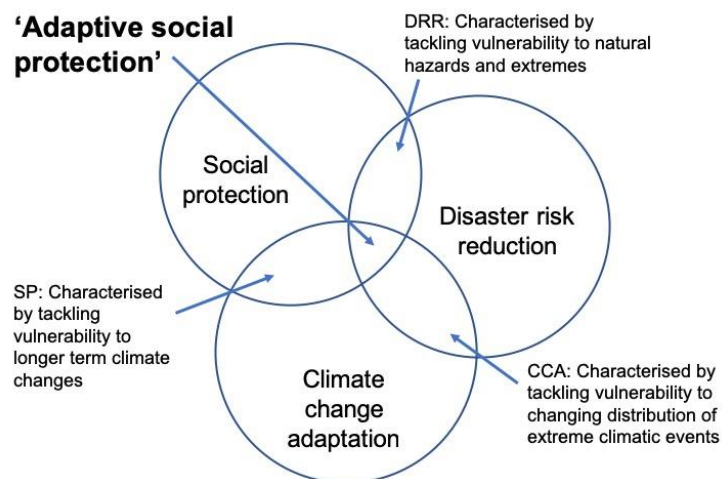 ‘Adaptive social
protection’
DRR: Characterised by
tackling vulnerability to natural
hazards and extremes
Social
protection
Disaster risk
reduction
SP: Characterised
by tackling
vulnerability to
longer term climate
changes
Climate
change
adaptation
CCA: Characterised by
tackling vulnerability to
changing distribution of
extreme climatic events